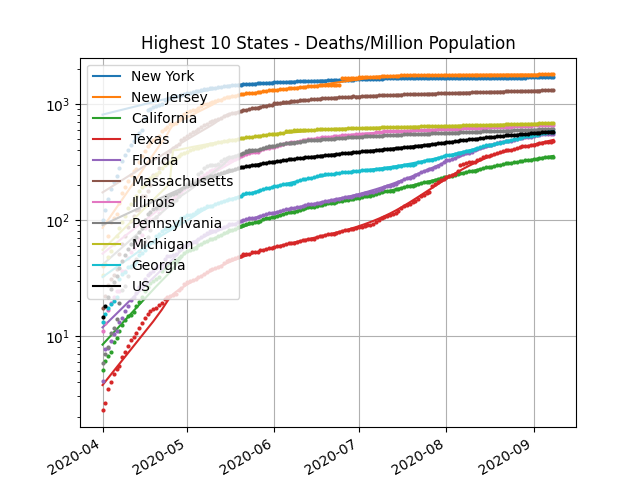 Highest 10 States - Deaths/Million Population
10³
10²
10¹
New York
New Jersey
California
Texas
Florida
Massachusetts
Illinois
Pennsylvania
Michigan
Georgia
US
2020-04
2020-05
2020-06
2020-07
2020-08
2020-09